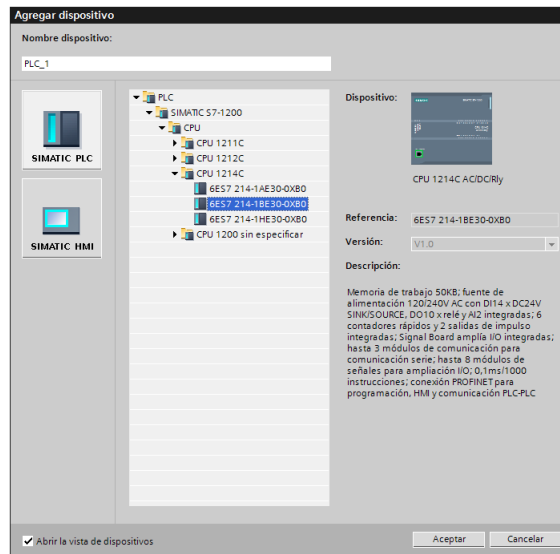 Agregar dispositivo
Nombre dispositivo:
PLC_1
SIMATIC PLC
SIMATIC HMI
PLC
SIMATIC S7-1200
CPU
CPU 1211C
CPU 1212C
CPU 1214C
6ES7 214-1AE30-0XB0
6ES7 214-1BE30-0XB0
6ES7 214-1HE30-0XB0
CPU 1200 sin especificar
Dispositivo:
CPU 1214C AC/DC/Rly
Referencia:
6ES7 214-1BE30-0XB0
Versión:
V1.0
Descripción:
Memoria de trabajo 50KB; fuente de
alimentación 120/240V AC con DI14 x DC24V
SINK/SOURCE, DO10 x relé y AI2 integradas; 6
contadores rápidos y 2 salidas de impulso
integradas; Signal Board amplía I/O integradas;
hasta 3 módulos de comunicación para
comunicación serie; hasta 8 módulos de
señales para ampliación I/O; 0,1ms/1000
instrucciones; conexión PROFINET para
programación, HMI y comunicación PLC-PLC
Abrir la vista de dispositivos
Aceptar
Cancelar